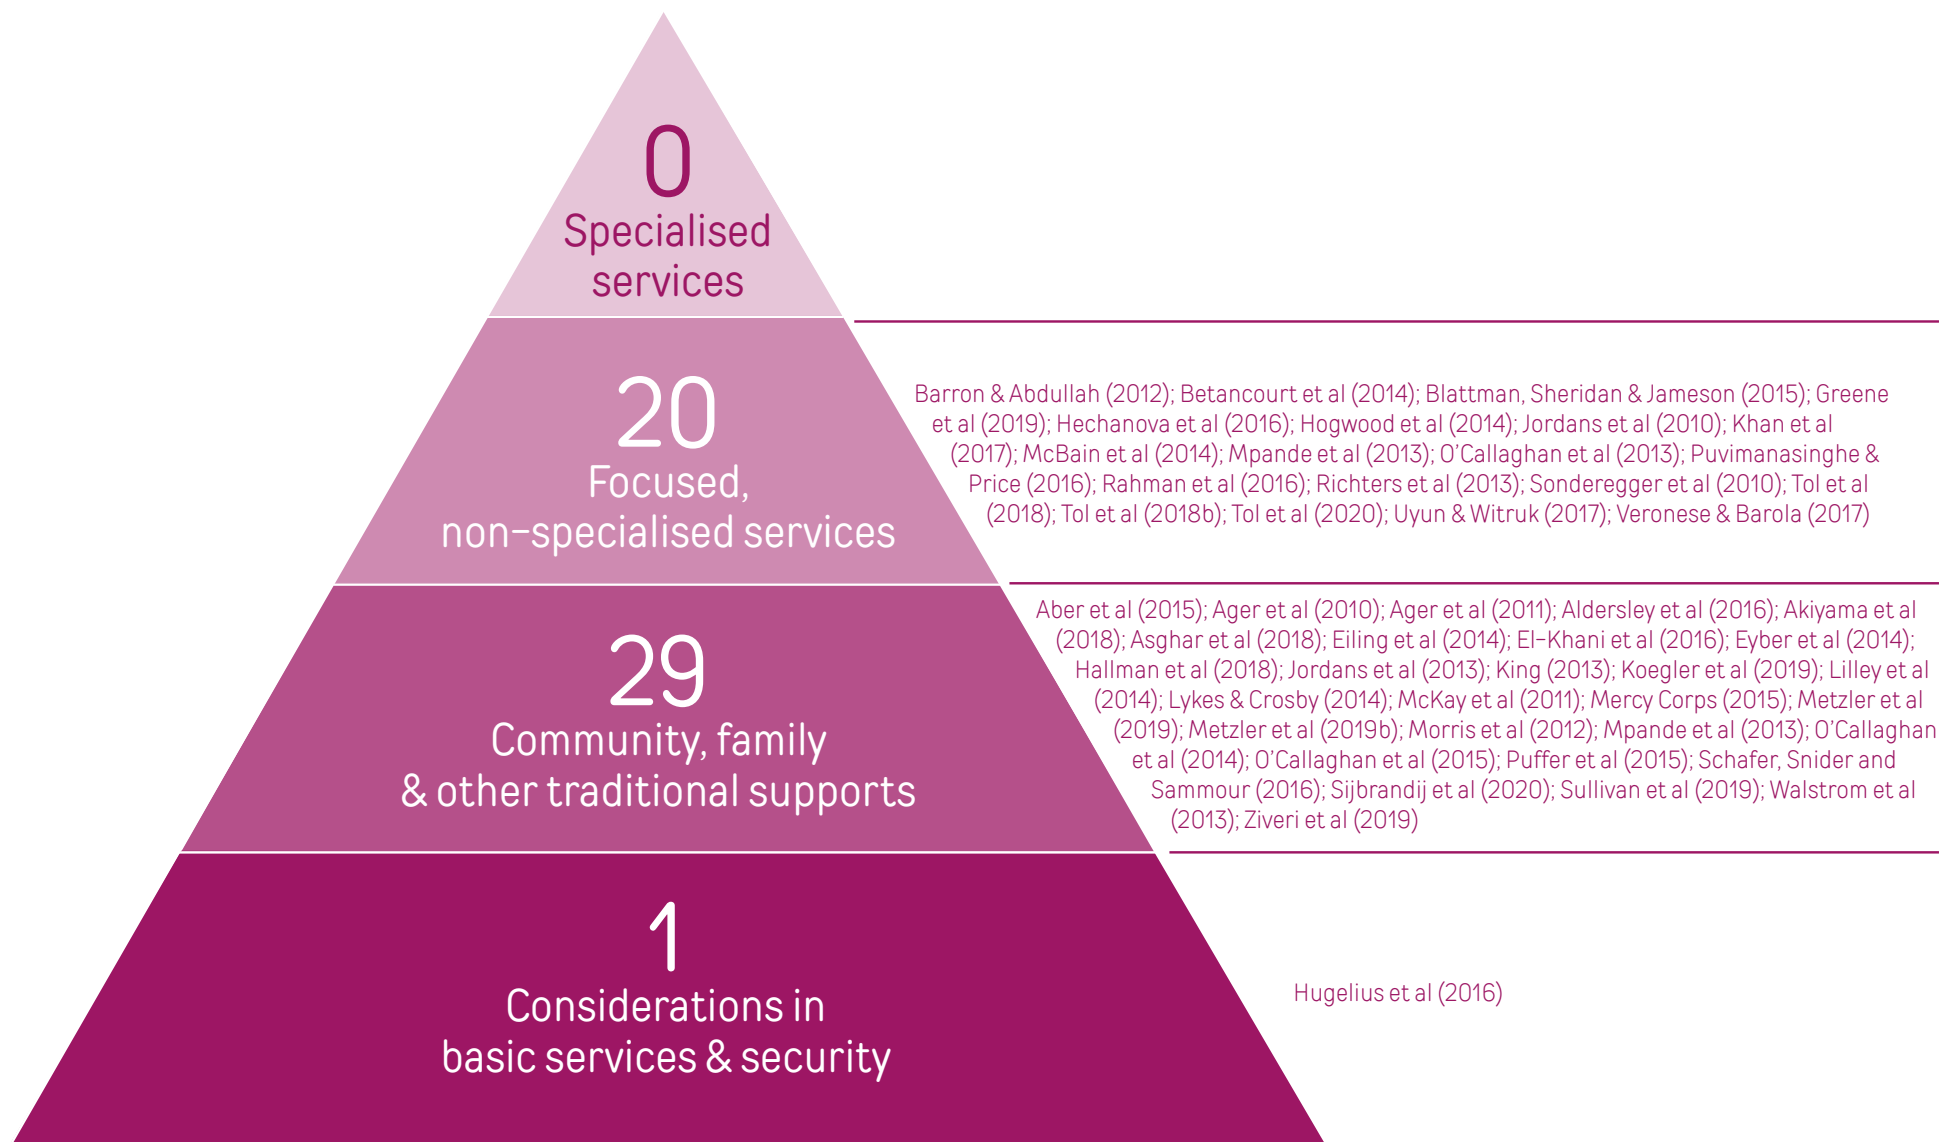 0
Specialised
services
20
Focused,
non-specialised services
Barron & Abdullah (2012); Betancourt et al (2014); Blattman, Sheridan & Jameson (2015); Greene
et al (2019); Hechanova et al (2016); Hogwood et al (2014); Jordans et al (2010); Khan et al
(2017); McBain et al (2014); Mpande et al (2013); O'Callaghan et al (2013); Puvimanasinghe &
Price (2016); Rahman et al (2016); Richters et al (2013); Sonderegger et al (2010); Tol et al
(2018); Tol et al (2018b); Tol et al (2020); Uyun & Witruk (2017); Veronese & Barola (2017)
29
Community, family
& other traditional supports
Aber et al (2015); Ager et al (2010); Ager et al (2011); Aldersley et al (2016); Akiyama et al
(2018); Asghar et al (2018); Eiling et al (2014); El-Khani et al (2016); Eyber et al (2014);
Hallman et al (2018); Jordans et al (2013); King (2013); Koegler et al (2019); Lilley et al
(2014); Lykes & Crosby (2014); McKay et al (2011); Mercy Corps (2015); Metzler et al
(2019); Metzler et al (2019b); Morris et al (2012); Mpande et al (2013); O'Callaghan
et al (2014); O'Callaghan et al (2015); Puffer et al (2015); Schafer, Snider and
Sammour (2016); Sijbrandij et al (2020); Sullivan et al (2019); Walstrom et al
(2013); Ziveri et al (2019)
1
Considerations in
basic services & security
Hugelius et al (2016)